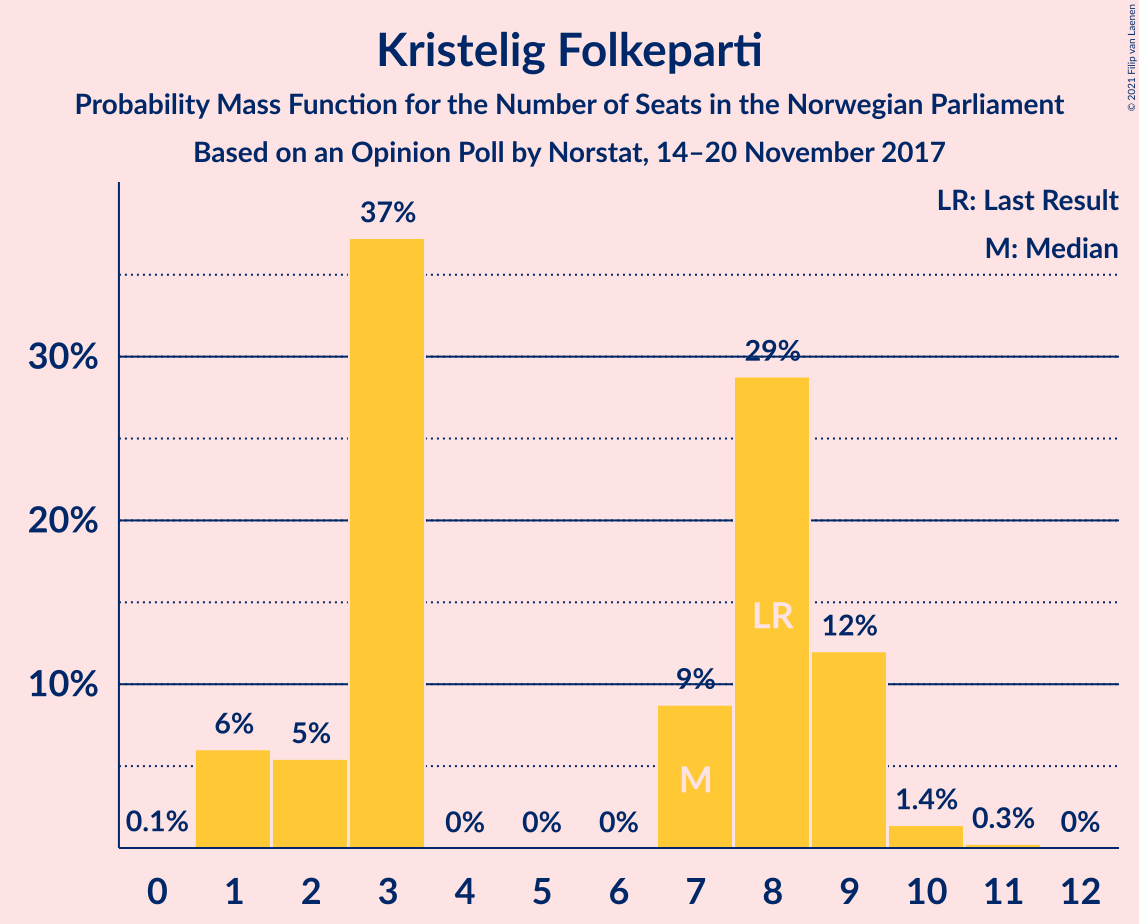 Kristelig Folkeparti
Probability Mass Function for the Number of Seats in the Norwegian Parliament
Based on an Opinion Poll by Norstat, 14–20 November 2017
© 2021 Filip van Laenen
LR: Last Result
M: Median
37%
30%
29%
20%
LR
12%
10%
9%
6%
5%
M
0.1%
0%
0%
0%
1.4%
0.3%
0%
0 1 2 3 4 5 6 7 8 9 10 11 12